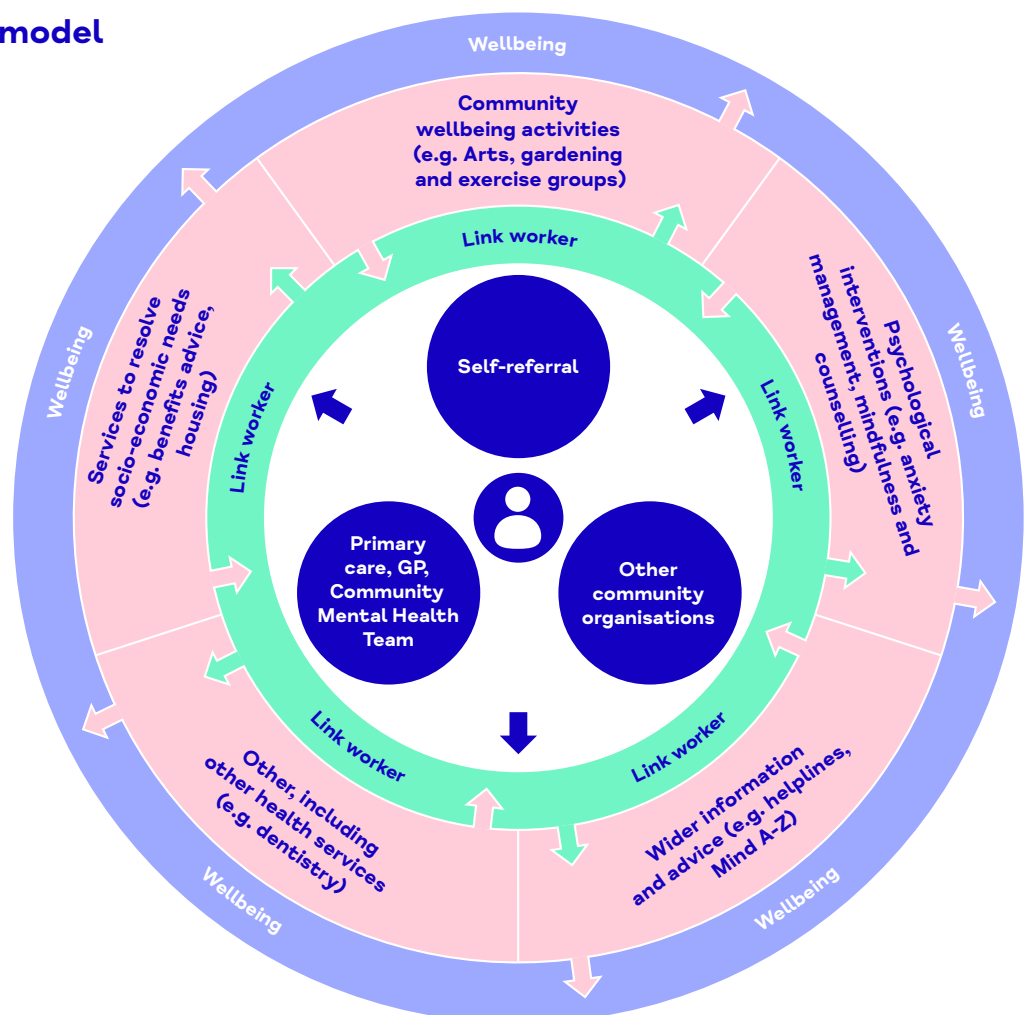 model
Wellbeing
Community
wellbeing activities
(e.g. Arts, gardening
and exercise groups)
Link worker
Psychological
interventions (e.g. anxiety
management, mindfulness and
counselling)
Wellbeing
Link worker
Services to resolve
socio-economic needs
(e.g. benefits advice,
housing)
Wellbeing
Link worker
Self-referral
Primary
care, GP,
Community
Mental Health
Team
Other
community
organisations
Link worker
Other, including
other health services
(e.g. dentistry)
Wellbeing
Link worker
Wider information
and advice (e.g. helplines,
Mind A-Z)
Wellbeing